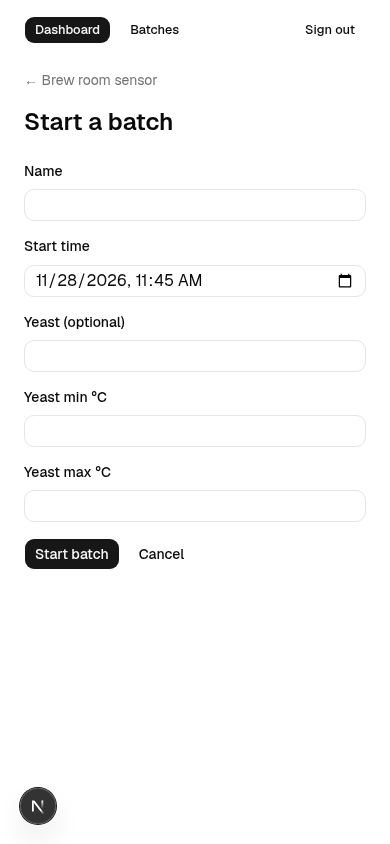 Dashboard Batches Sign out
← Brew room sensor
Start a batch
Name
Start time
11/28/2026, 11:45 AM
Yeast (optional)
Yeast min °C
Yeast max °C
Start batch Cancel
N